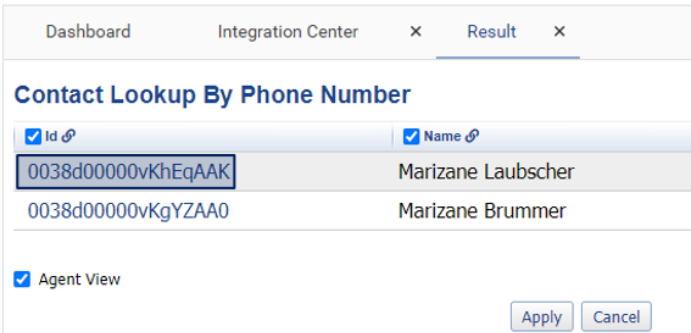 Dashboard Integration Center × Result ×
Contact Lookup By Phone Number
Id Name
0038d00000vKhEqAAK Marizane Laubscher
0038d00000vKgYZAA0 Marizane Brummer
Agent View
Apply Cancel